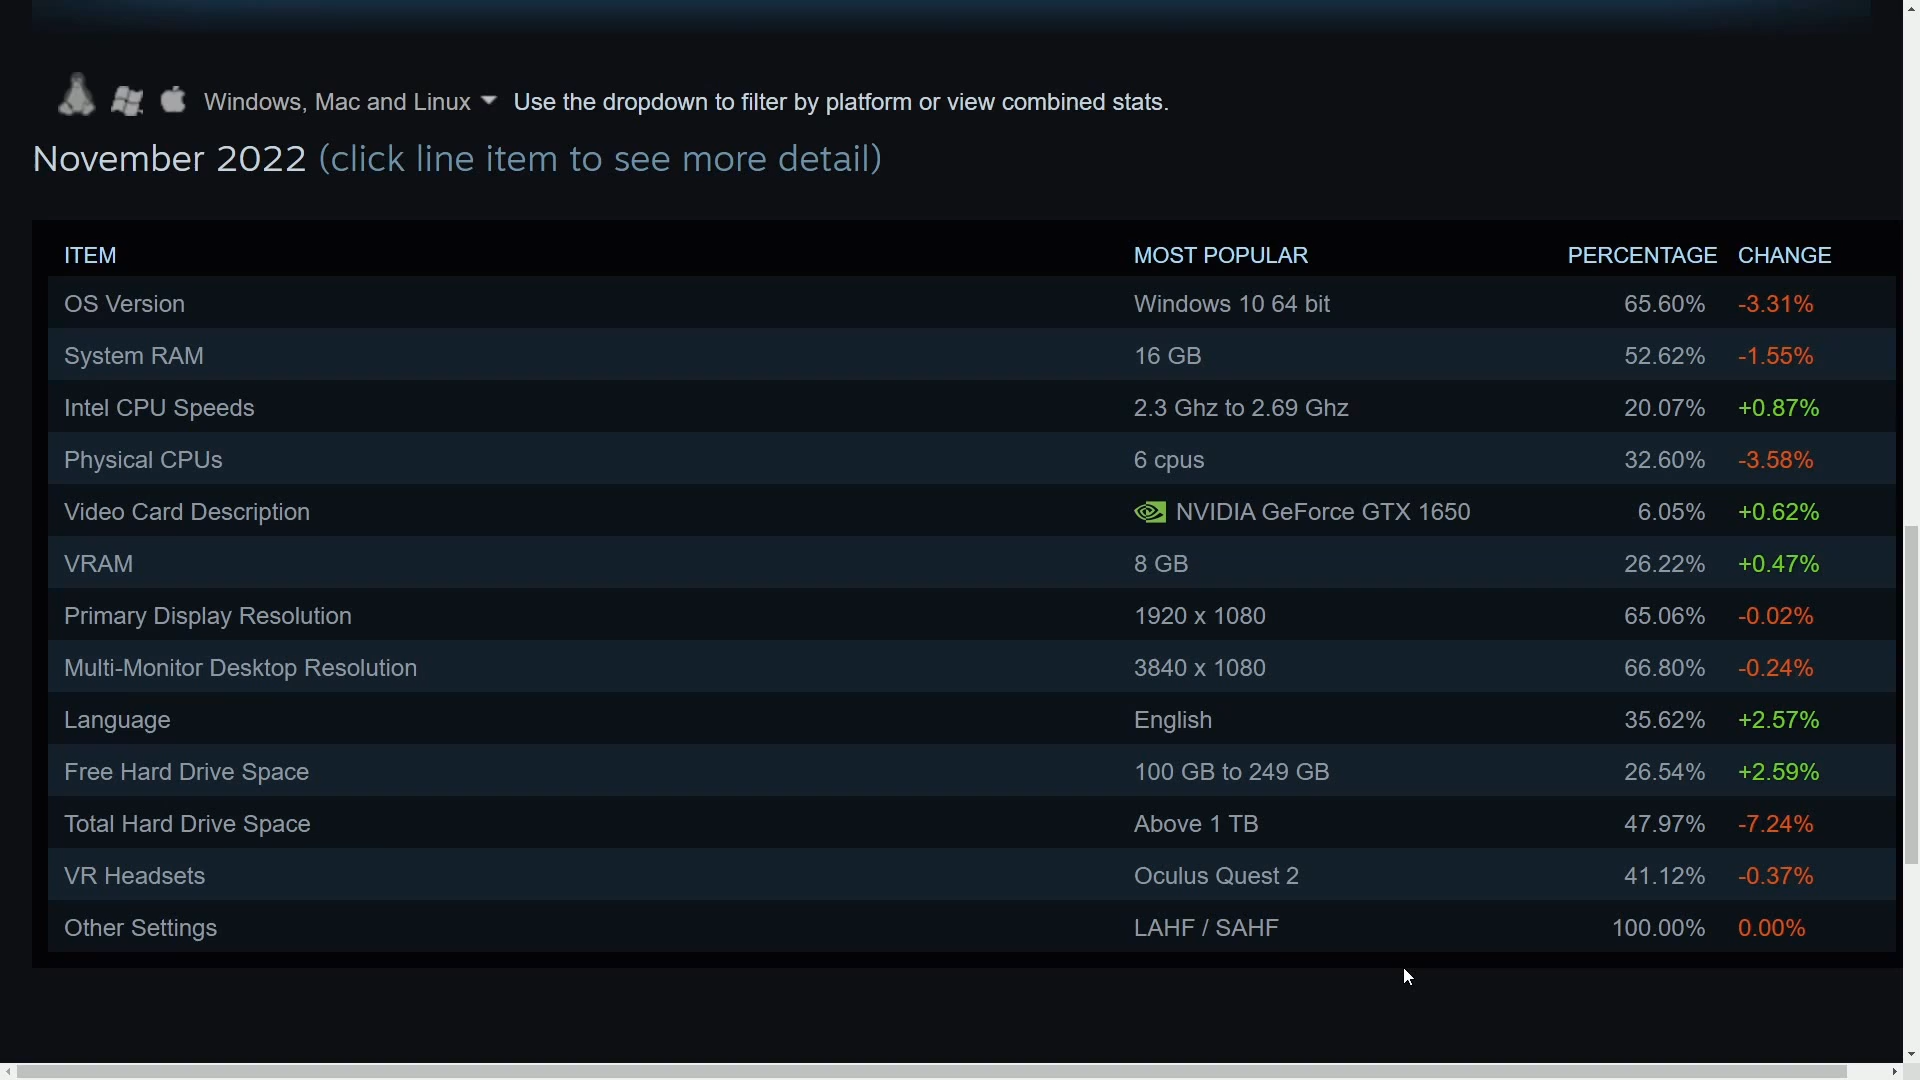 Windows, Mac and Linux Use the dropdown to filter by platform or view combined stats.
November 2022 (click line item to see more detail)
ITEM MOST POPULAR PERCENTAGE CHANGE
OS Version Windows 10 64 bit 65.60% -3.31%
System RAM 16 GB 52.62% -1.55%
Intel CPU Speeds 2.3 Ghz to 2.69 Ghz 20.07% +0.87%
Physical CPUs 6 cpus 32.60% -3.58%
Video Card Description NVIDIA GeForce GTX 1650 6.05% +0.62%
VRAM 8 GB 26.22% +0.47%
Primary Display Resolution 1920 x 1080 65.06% -0.02%
Multi-Monitor Desktop Resolution 3840 x 1080 66.80% -0.24%
Language English 35.62% +2.57%
Free Hard Drive Space 100 GB to 249 GB 26.54% +2.59%
Total Hard Drive Space Above 1 TB 47.97% -7.24%
VR Headsets Oculus Quest 2 41.12% -0.37%
Other Settings LAHF / SAHF 100.00% 0.00%